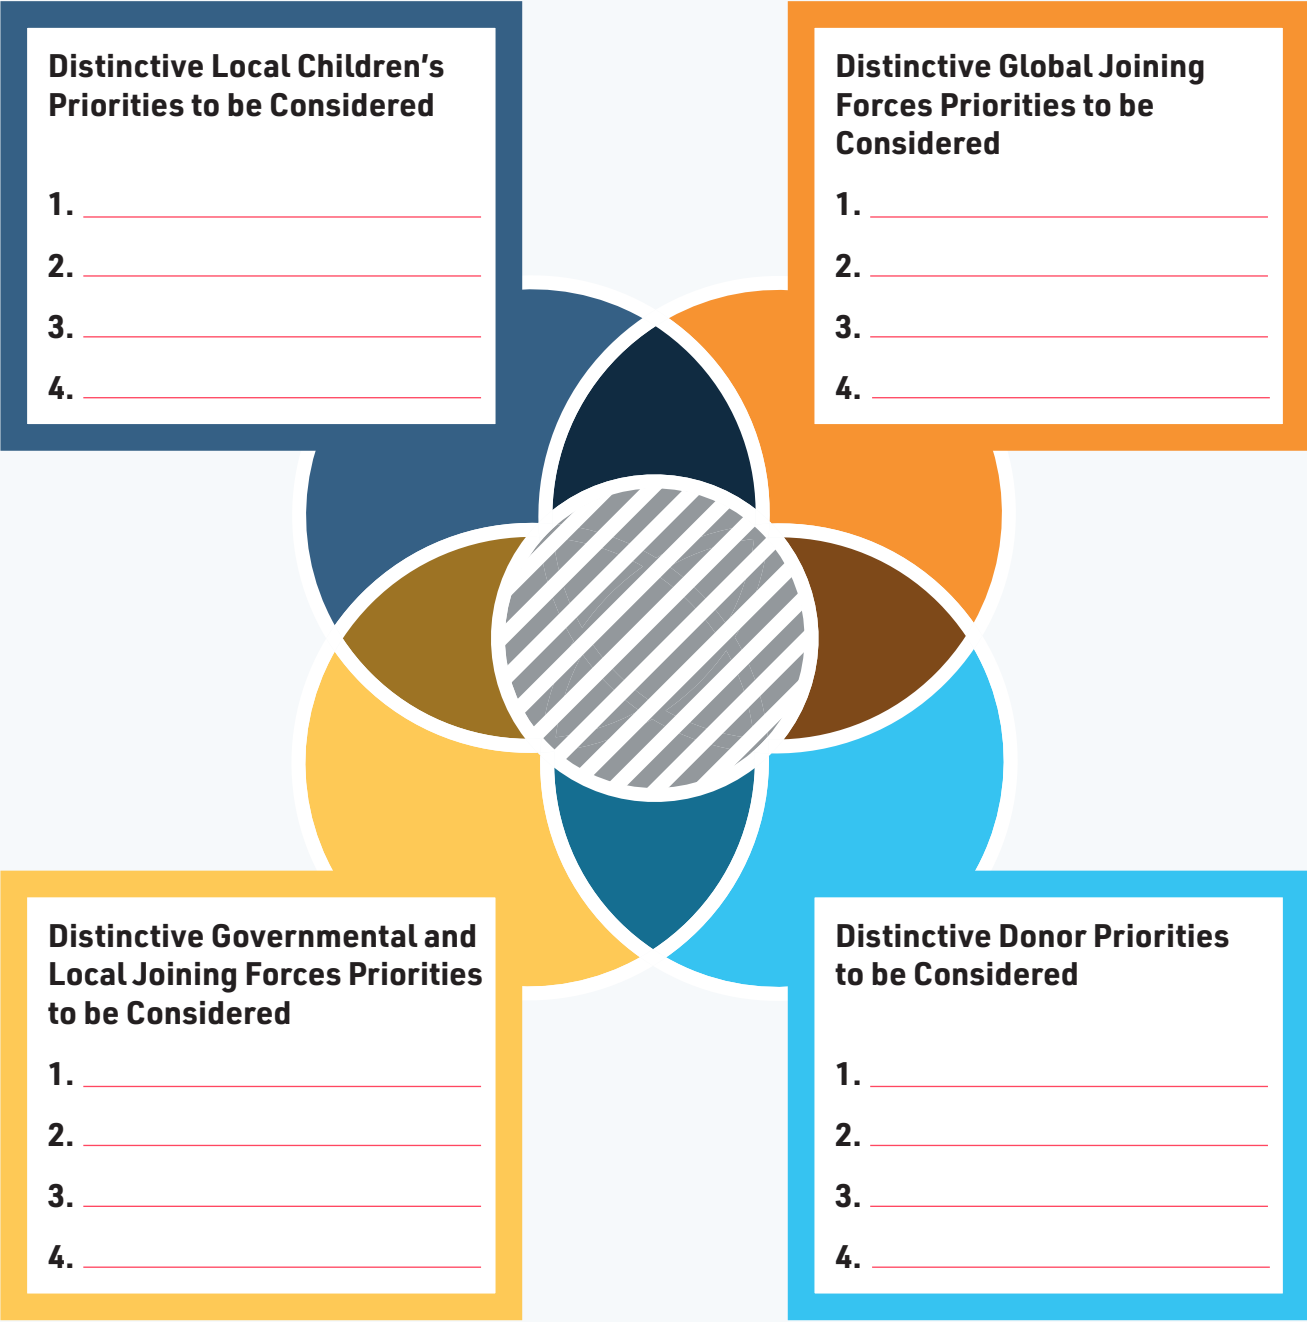 Distinctive Local Children's
Priorities to be Considered
1.
2.
3.
4.
Distinctive Global Joining
Forces Priorities to be
Considered
1.
2.
3.
4.
Distinctive Governmental and
Local Joining Forces Priorities
to be Considered
1.
2.
3.
4.
Distinctive Donor Priorities
to be Considered
1.
2.
3.
4.